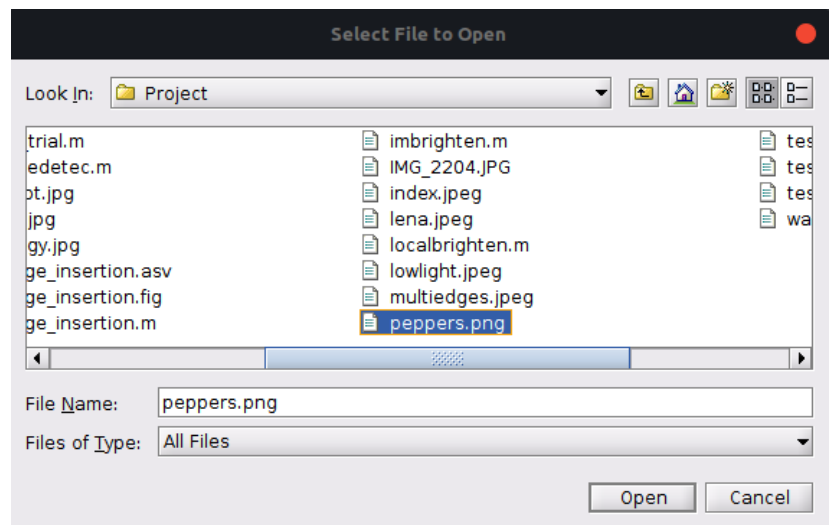 Select File to Open
Look In: Project
trial.m
edetec.m
ot.jpg
jpg
gy.jpg
ge_insertion.asv
ge_insertion.fig
ge_insertion.m
imbrighten.m
IMG_2204.JPG
index.jpeg
lena.jpeg
localbrighten.m
lowlight.jpeg
multiedges.jpeg
peppers.png
tes
tes
tes
wa
File Name: peppers.png
Files of Type: All Files
Open Cancel